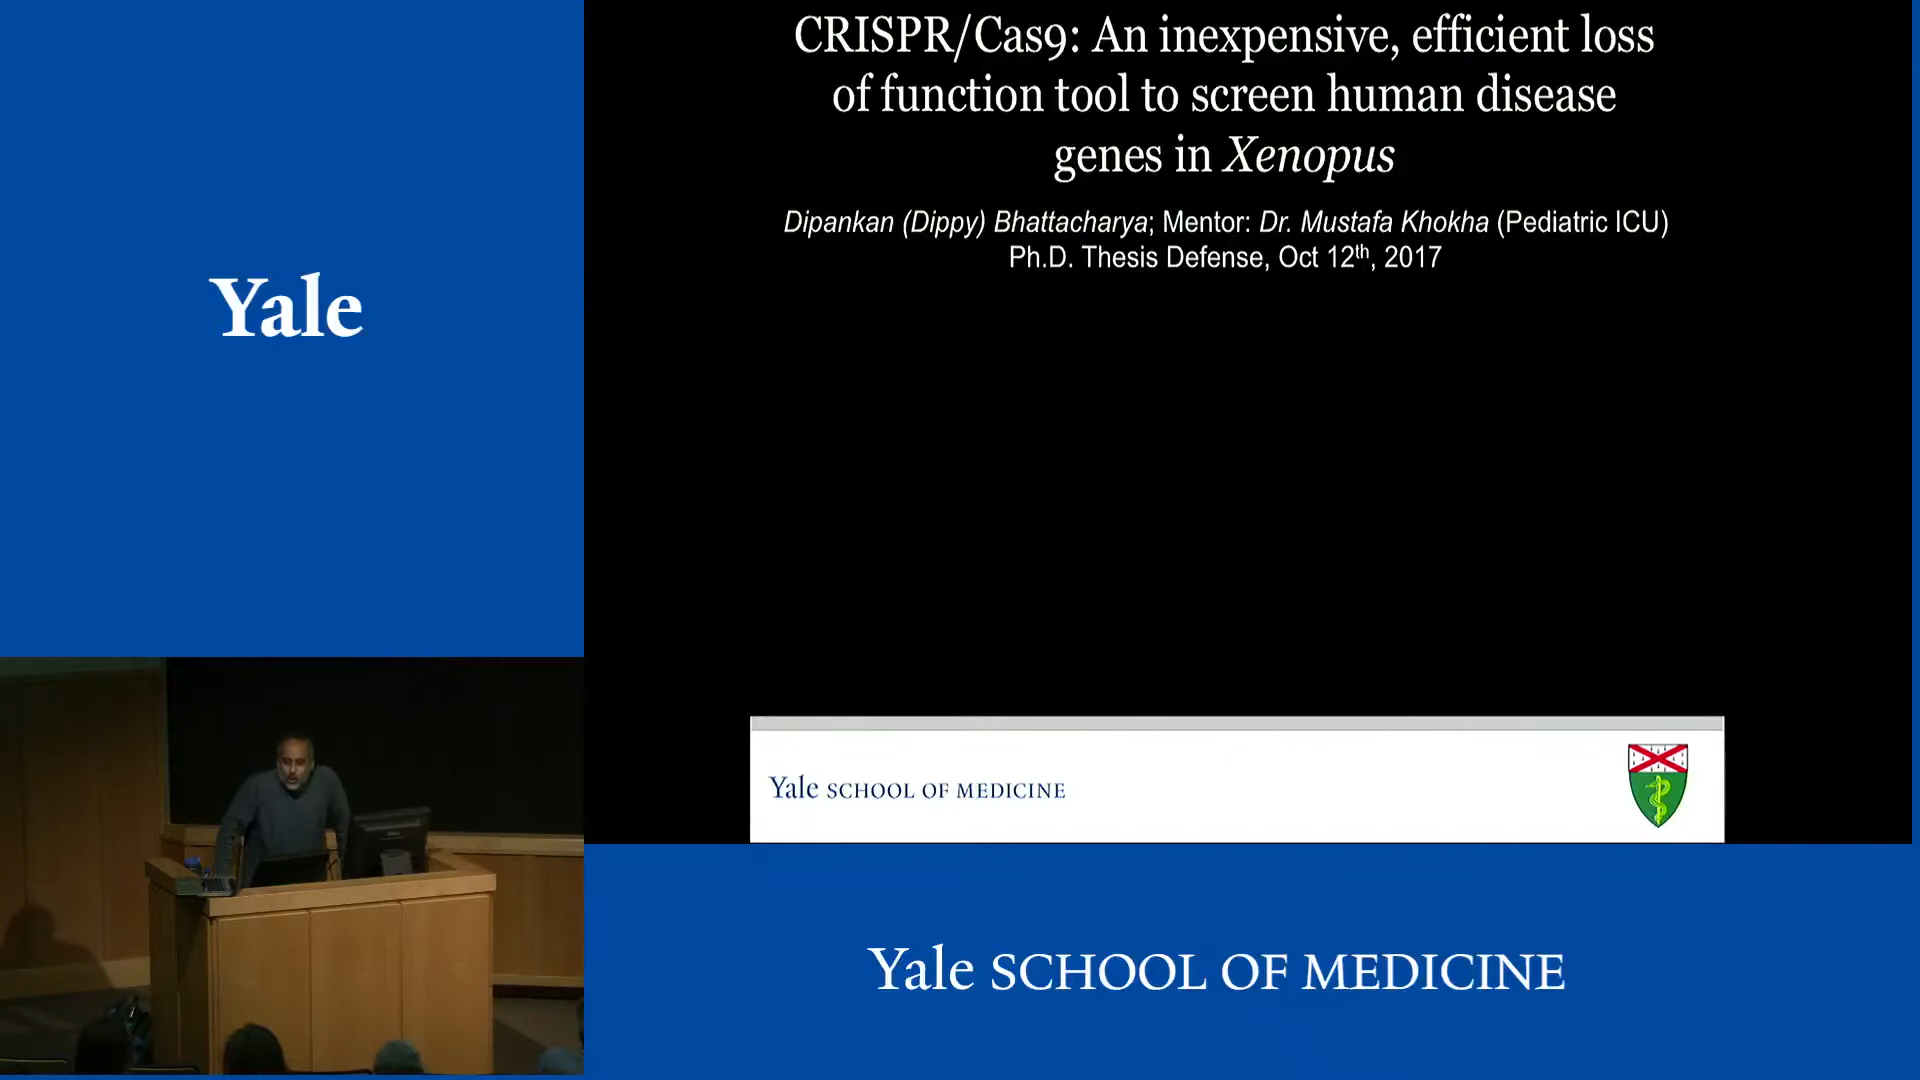 Yale
CRISPR/Cas9: An inexpensive, efficient loss
of function tool to screen human disease
genes in Xenopus
Dipankan (Dippy) Bhattacharya; Mentor: Dr. Mustafa Khokha (Pediatric ICU)
Ph.D. Thesis Defense, Oct 12th, 2017
Yale SCHOOL OF MEDICINE
Yale SCHOOL OF MEDICINE